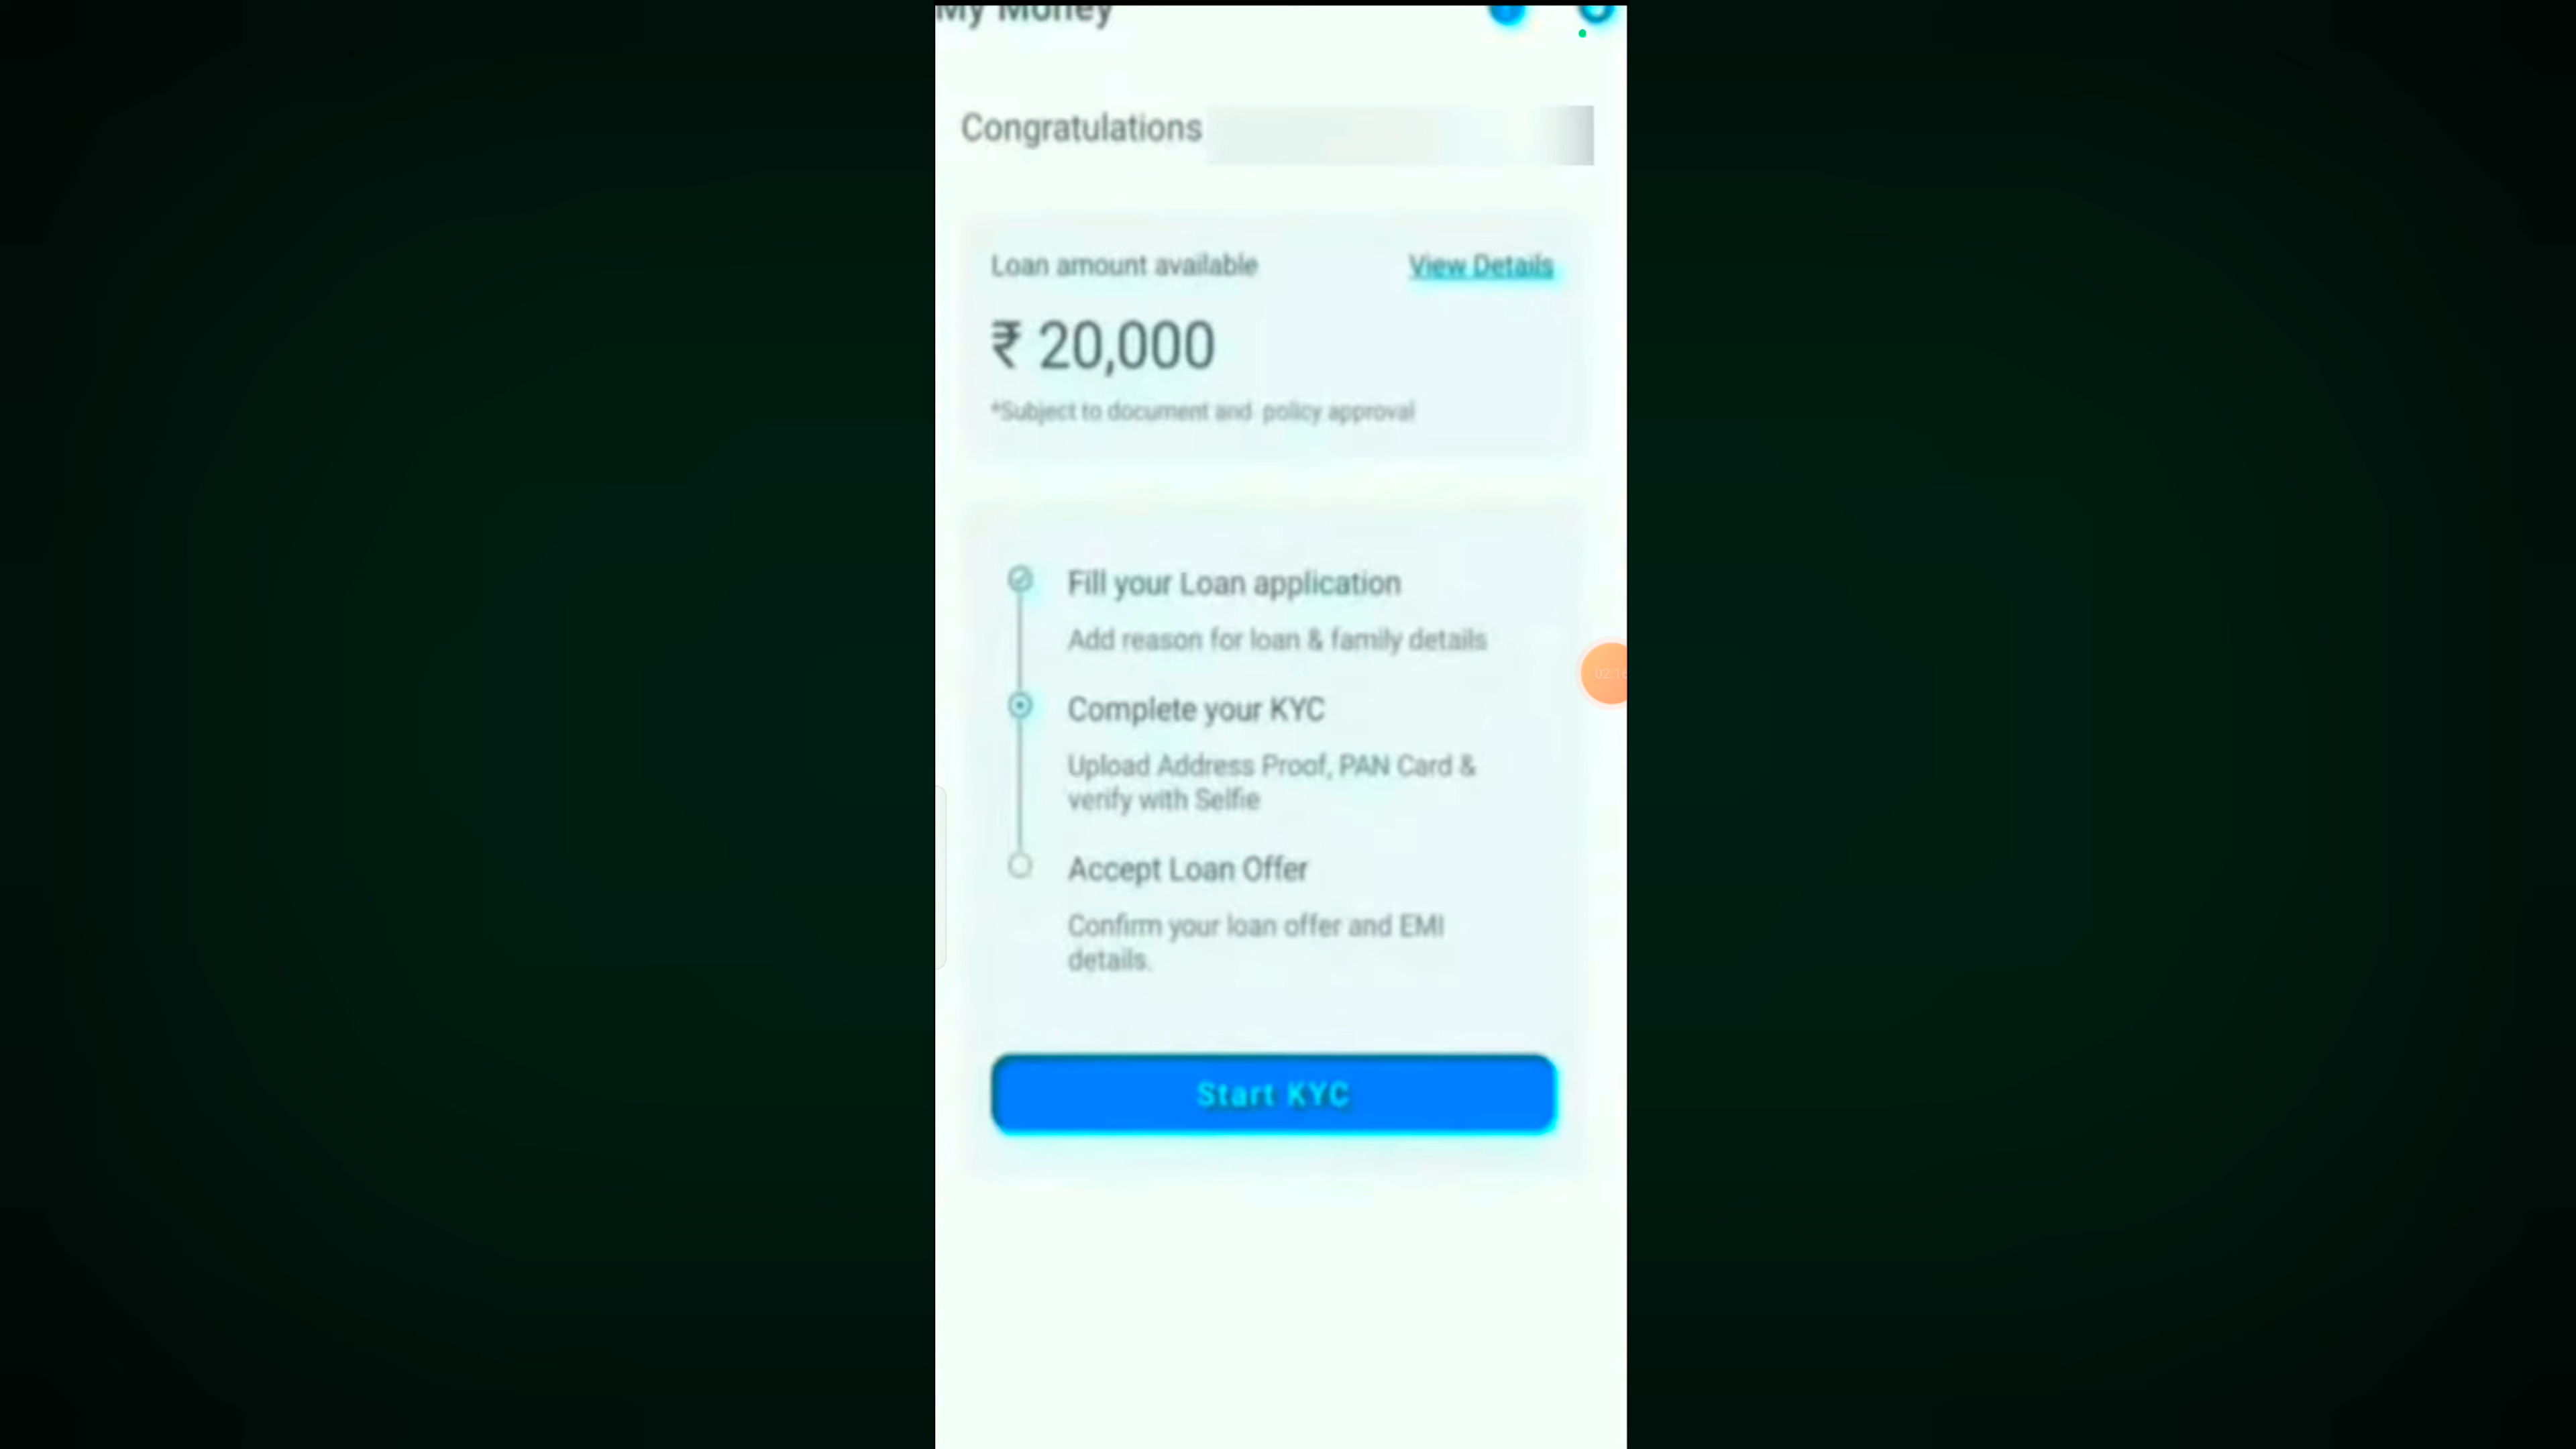 My Money
Congratulations
Loan amount available
View Details
₹ 20,000
*Subject to document and policy approval
Fill your Loan application
Add reason for loan & family details
Complete your KYC
Upload Address Proof, PAN Card &
verify with Selfie
Accept Loan Offer
Confirm your loan offer and EMI
details.
Start KYC